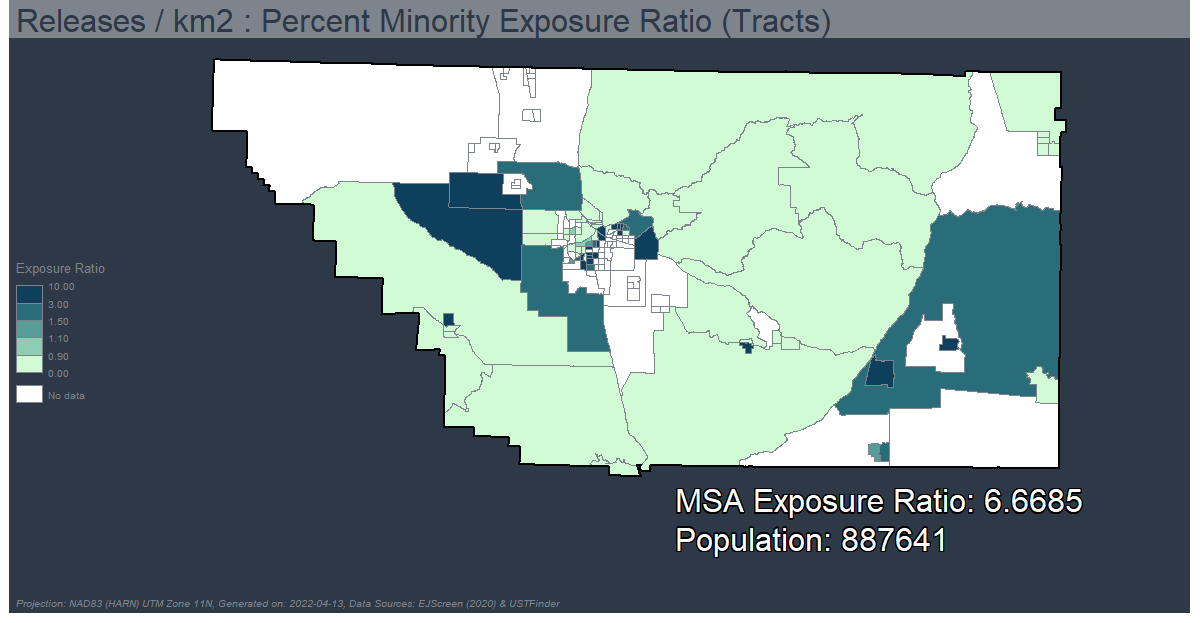 Releases / km2 : Percent Minority Exposure Ratio (Tracts)
Exposure Ratio
10.00
3.00
1.50
1.10
0.90
0.00
No data
MSA Exposure Ratio: 6.6685
Population: 887641
Projection: NAD83 (HARN) UTM Zone 11N, Generated on: 2022-04-13, Data Sources: EJScreen (2020) & USTFinder